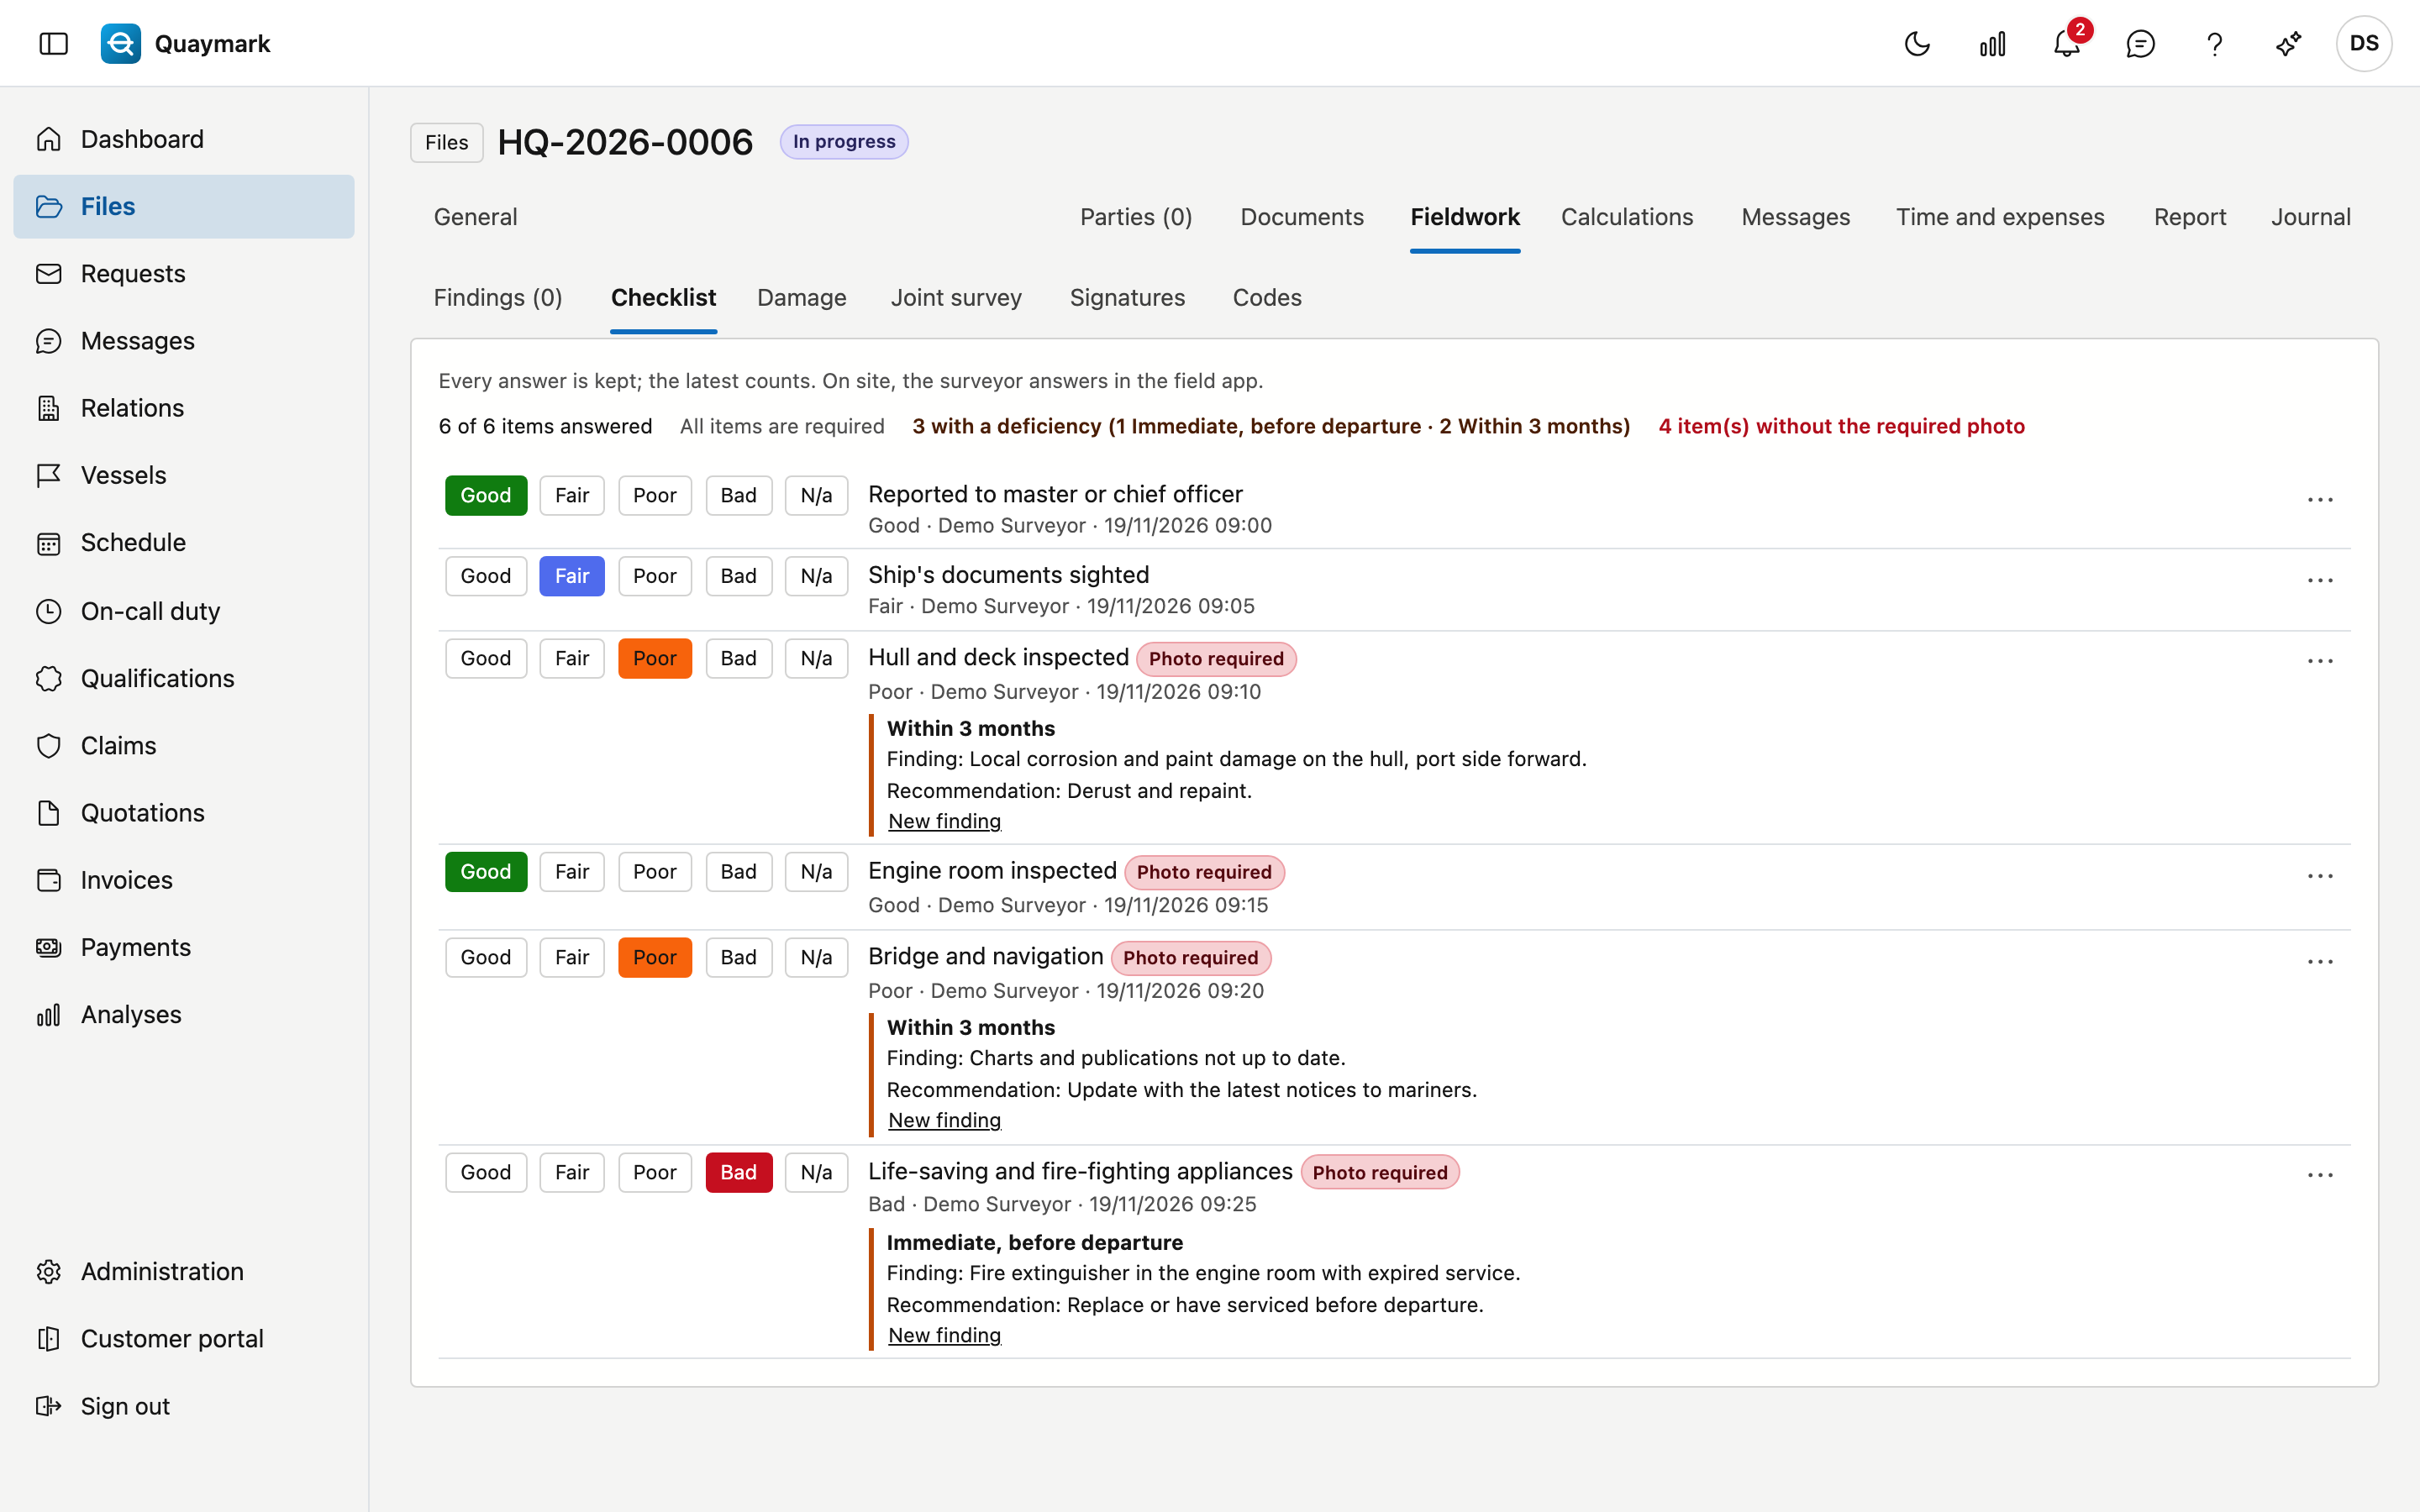 Quaymark
2
DS
Dashboard
Files
Requests
Messages
Relations
Vessels
Schedule
On-call duty
Qualifications
Claims
Quotations
Invoices
Payments
Analyses
Administration
Customer portal
Sign out
Files HQ-2026-0006 In progress
General Parties (0) Documents Fieldwork Calculations Messages Time and expenses Report Journal
Findings (0) Checklist Damage Joint survey Signatures Codes
Every answer is kept; the latest counts. On site, the surveyor answers in the field app.
6 of 6 items answered All items are required 3 with a deficiency (1 Immediate, before departure · 2 Within 3 months) 4 item(s) without the required photo
Good Fair Poor Bad N/a Reported to master or chief officer
Good · Demo Surveyor · 19/11/2026 09:00
Good Fair Poor Bad N/a Ship's documents sighted
Fair · Demo Surveyor · 19/11/2026 09:05
Good Fair Poor Bad N/a Hull and deck inspected Photo required
Poor · Demo Surveyor · 19/11/2026 09:10
Within 3 months
Finding: Local corrosion and paint damage on the hull, port side forward.
Recommendation: Derust and repaint.
New finding
Good Fair Poor Bad N/a Engine room inspected Photo required
Good · Demo Surveyor · 19/11/2026 09:15
Good Fair Poor Bad N/a Bridge and navigation Photo required
Poor · Demo Surveyor · 19/11/2026 09:20
Within 3 months
Finding: Charts and publications not up to date.
Recommendation: Update with the latest notices to mariners.
New finding
Good Fair Poor Bad N/a Life-saving and fire-fighting appliances Photo required
Bad · Demo Surveyor · 19/11/2026 09:25
Immediate, before departure
Finding: Fire extinguisher in the engine room with expired service.
Recommendation: Replace or have serviced before departure.
New finding